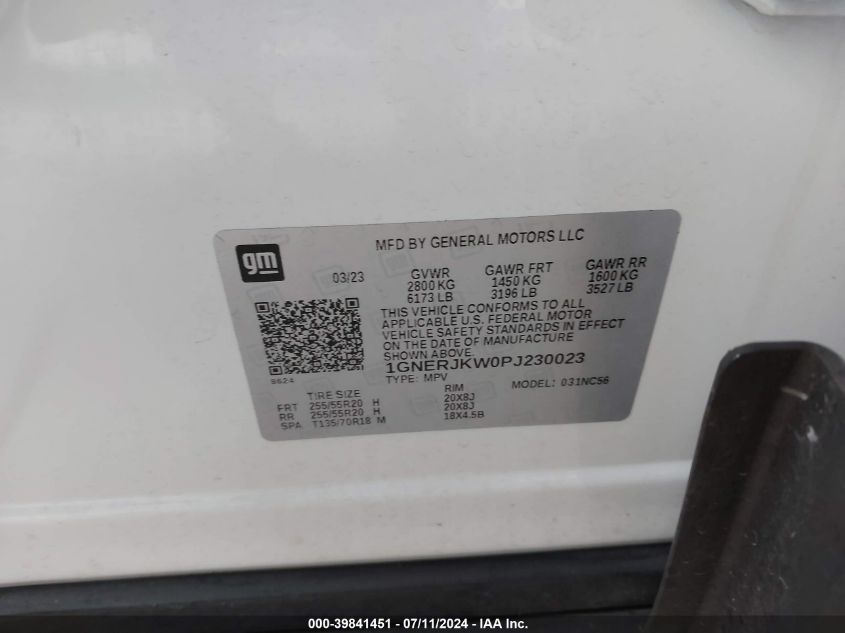 gm
MFD BY GENERAL MOTORS LLC
03/23 GVWR GAWR FRT GAWR RR
2800 KG 1450 KG 1600 KG
6173 LB 3196 LB 3527 LB
THIS VEHICLE CONFORMS TO ALL
APPLICABLE U.S. FEDERAL MOTOR
VEHICLE SAFETY STANDARDS IN EFFECT
ON THE DATE OF MANUFACTURE
SHOWN ABOVE.
1GNERJKW0PJ230023
9624 TYPE: MPV MODEL: 031NC56
TIRE SIZE RIM
FRT 255/55R20 H 20X8J
RR 255/55R20 H 20X8J
SPA T135/70R18 M 18X4.5B
000-39841451 - 07/11/2024 - IAA Inc.